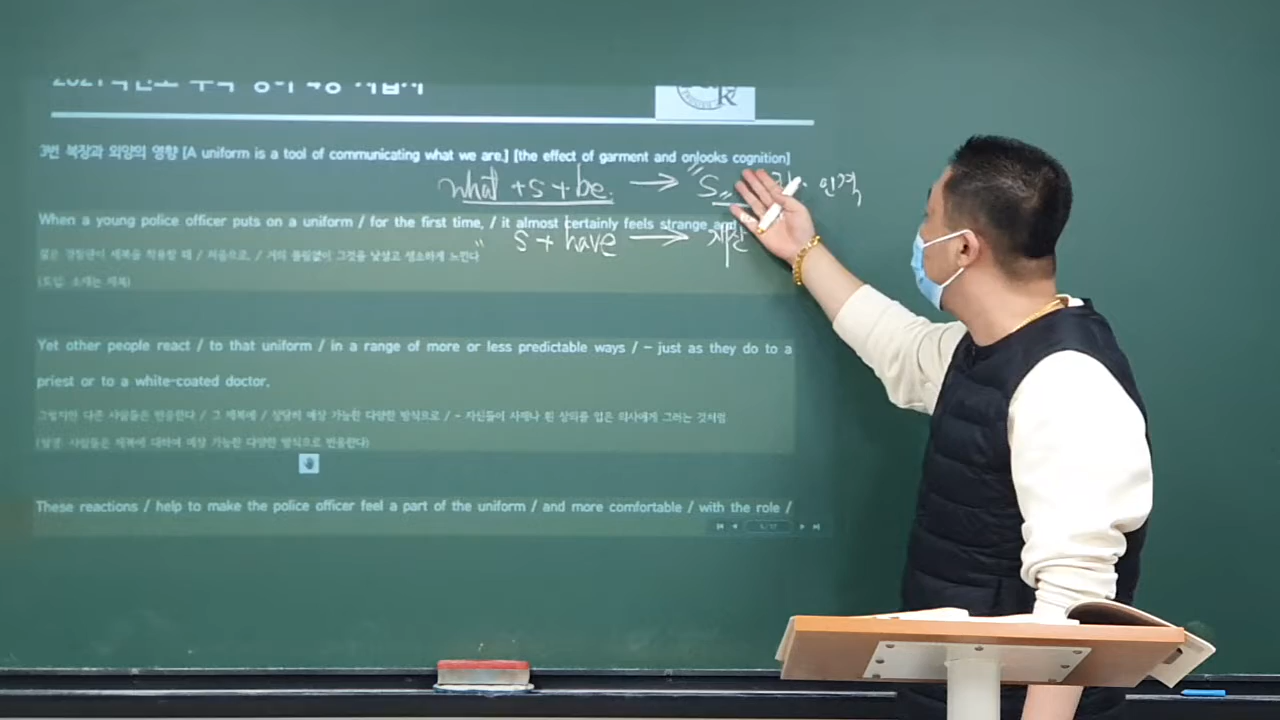 3번 복장과 외양의 영향 [A uniform is a tool of communicating what we are.] [the effect of garment and onlooks cognition]
what + s + be → "S 인격
When a young police officer puts on a uniform / for the first time, / it almost certainly feels strange and
s + have → 재산
젊은 경찰관이 제복을 착용할 때 / 처음으로, / 거의 틀림없이 그것을 낯설고 생소하게 느낀다
(도입: 소재는 제복)
Yet other people react / to that uniform / in a range of more or less predictable ways / - just as they do to a
priest or to a white-coated doctor.
그렇지만 다른 사람들은 반응한다 / 그 제복에 / 상당히 예상 가능한 다양한 방식으로 / - 자신들이 사제나 흰 상의를 입은 의사에게 그러는 것처럼
(발생: 사람들은 제복에 대하여 예상 가능한 다양한 방식으로 반응한다)
These reactions / help to make the police officer feel a part of the uniform / and more comfortable / with the role /